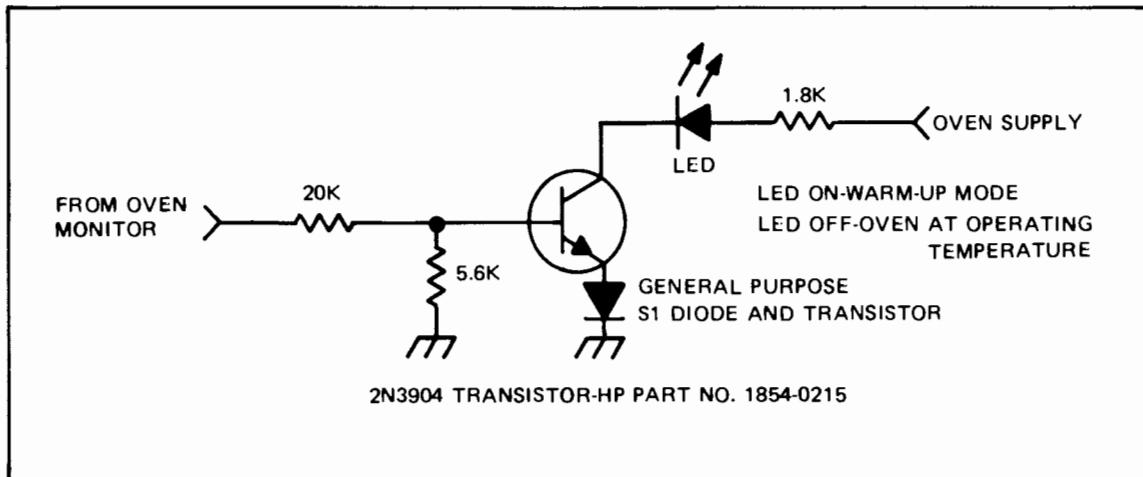 1.8K
OVEN SUPPLY
LED
20K
FROM OVEN
MONITOR
LED ON-WARM-UP MODE
LED OFF-OVEN AT OPERATING
TEMPERATURE
5.6K
GENERAL PURPOSE
S1 DIODE AND TRANSISTOR
2N3904 TRANSISTOR-HP PART NO. 1854-0215